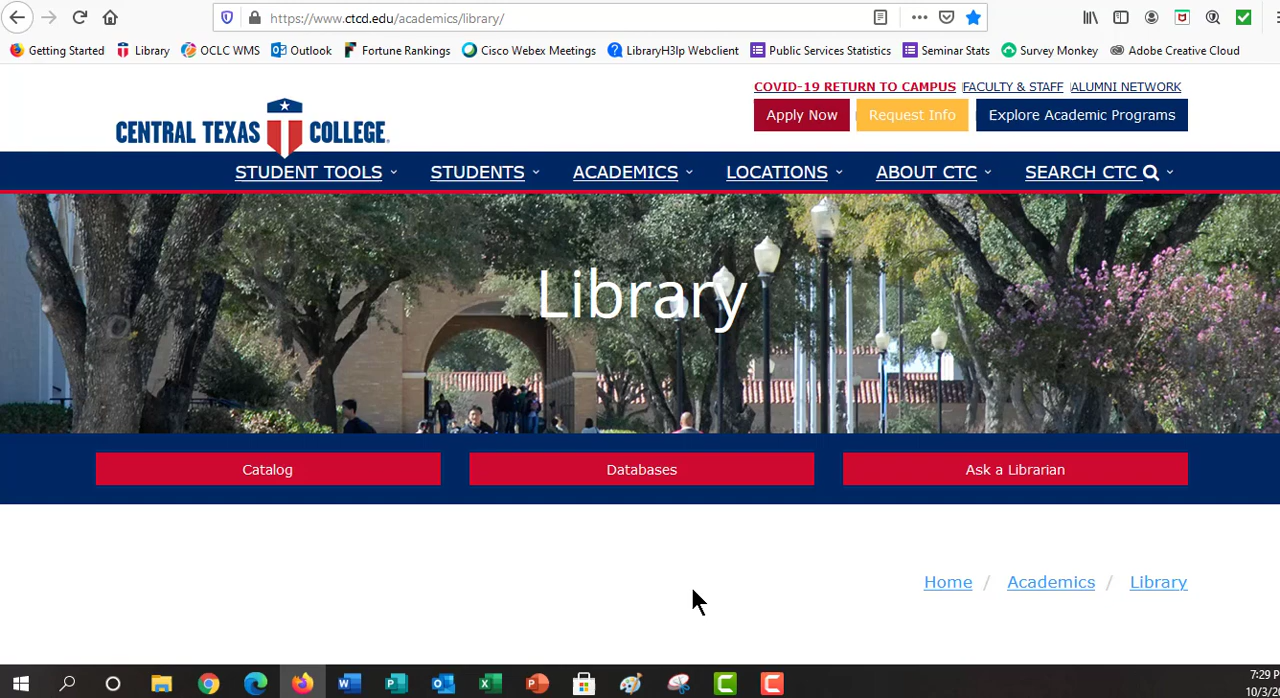 https://www.ctcd.edu/academics/library/
Getting Started Library OCLC WMS Outlook Fortune Rankings Cisco Webex Meetings LibraryH3lp Webclient Public Services Statistics Seminar Stats Survey Monkey Adobe Creative Cloud
COVID-19 RETURN TO CAMPUS FACULTY & STAFF ALUMNI NETWORK
Apply Now Request Info Explore Academic Programs
CENTRAL TEXAS COLLEGE
STUDENT TOOLS STUDENTS ACADEMICS LOCATIONS ABOUT CTC SEARCH CTC
Library
Catalog Databases Ask a Librarian
Home / Academics / Library
7:29 P
10/3/